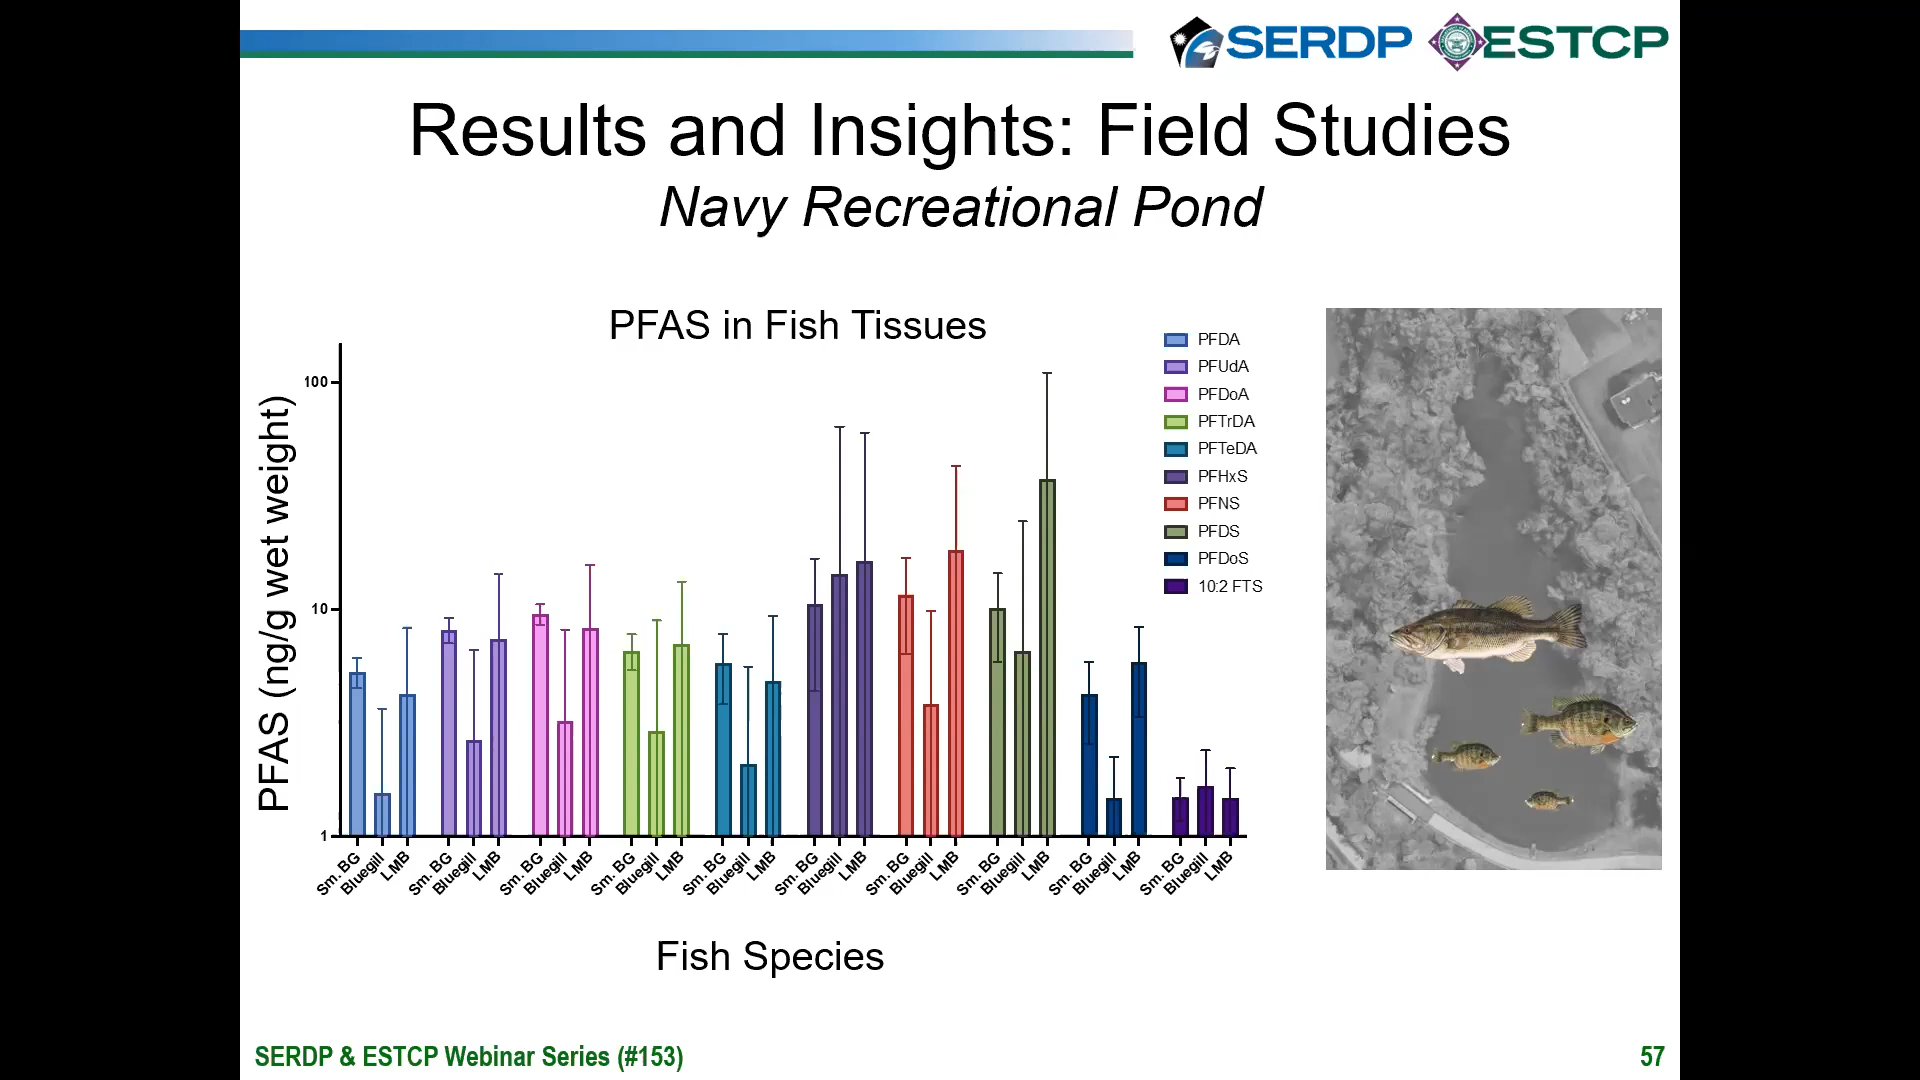 SERDP ESTCP
Results and Insights: Field Studies
Navy Recreational Pond
PFAS in Fish Tissues
PFAS (ng/g wet weight)
100
10
1
PFDA
PFUdA
PFDoA
PFTrDA
PFTeDA
PFHxS
PFNS
PFDS
PFDoS
10:2 FTS
Sm. BG Bluegill LMB Sm. BG Bluegill LMB Sm. BG Bluegill LMB Sm. BG Bluegill LMB Sm. BG Bluegill LMB Sm. BG Bluegill LMB Sm. BG Bluegill LMB Sm. BG Bluegill LMB Sm. BG Bluegill LMB Sm. BG Bluegill LMB
Fish Species
SERDP & ESTCP Webinar Series (#153)
57